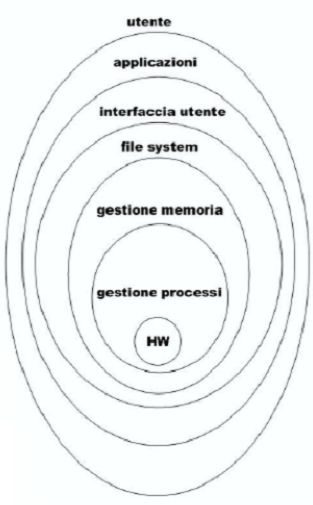 utente
applicazioni
interfaccia utente
file system
gestione memoria
gestione processi
HW